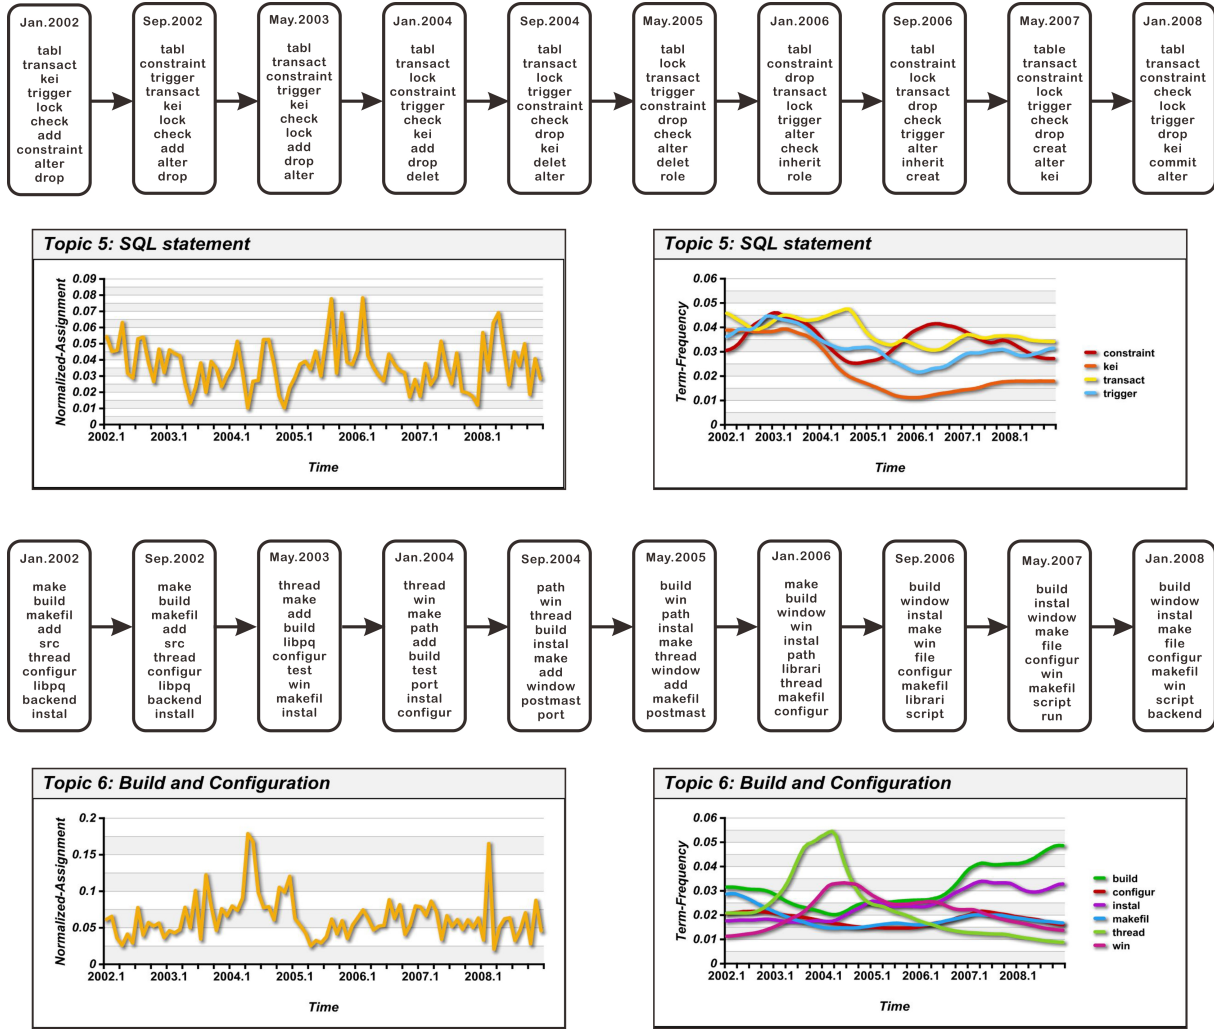 Jan.2002
tabl
transact
kei
trigger
lock
check
add
constraint
alter
drop
Sep.2002
tabl
constraint
trigger
transact
kei
lock
check
add
alter
drop
May.2003
tabl
transact
constraint
trigger
kei
check
lock
add
drop
alter
Jan.2004
tabl
transact
lock
constraint
trigger
check
kei
add
drop
delet
Sep.2004
tabl
transact
lock
trigger
constraint
check
drop
kei
delet
alter
May.2005
tabl
lock
transact
trigger
constraint
drop
check
alter
delet
role
Jan.2006
tabl
constraint
drop
transact
lock
trigger
alter
check
inherit
role
Sep.2006
tabl
constraint
lock
transact
drop
check
trigger
alter
inherit
creat
May.2007
table
transact
constraint
lock
trigger
check
drop
creat
alter
kei
Jan.2008
tabl
transact
constraint
check
lock
trigger
drop
kei
commit
alter
Topic 5: SQL statement
Normalized-Assignment
0.09
0.08
0.07
0.06
0.05
0.04
0.03
0.02
0.01
0
2002.1 2003.1 2004.1 2005.1 2006.1 2007.1 2008.1
Time
Topic 5: SQL statement
Term-Frequency
0.06
0.05
0.04
0.03
0.02
0.01
0
2002.1 2003.1 2004.1 2005.1 2006.1 2007.1 2008.1
Time
constraint
kei
transact
trigger
Jan.2002
make
build
makefil
add
src
thread
configur
libpq
backend
instal
Sep.2002
make
build
makefil
add
src
thread
configur
libpq
backend
install
May.2003
thread
make
add
build
libpq
configur
test
win
makefil
instal
Jan.2004
thread
win
make
path
add
build
test
port
instal
configur
Sep.2004
path
win
thread
build
instal
make
add
window
postmast
port
May.2005
build
win
path
instal
make
thread
window
add
makefil
postmast
Jan.2006
make
build
window
win
instal
path
librari
thread
makefil
configur
Sep.2006
build
window
instal
make
win
file
configur
makefil
librari
script
May.2007
build
instal
window
make
file
configur
win
makefil
script
run
Jan.2008
build
window
instal
make
file
configur
makefil
win
script
backend
Topic 6: Build and Configuration
Normalized-Assignment
0.2
0.15
0.1
0.05
0
2002.1 2003.1 2004.1 2005.1 2006.1 2007.1 2008.1
Time
Topic 6: Build and Configuration
Term-Frequency
0.06
0.05
0.04
0.03
0.02
0.01
0
2002.1 2003.1 2004.1 2005.1 2006.1 2007.1 2008.1
Time
build
configur
instal
makefil
thread
win